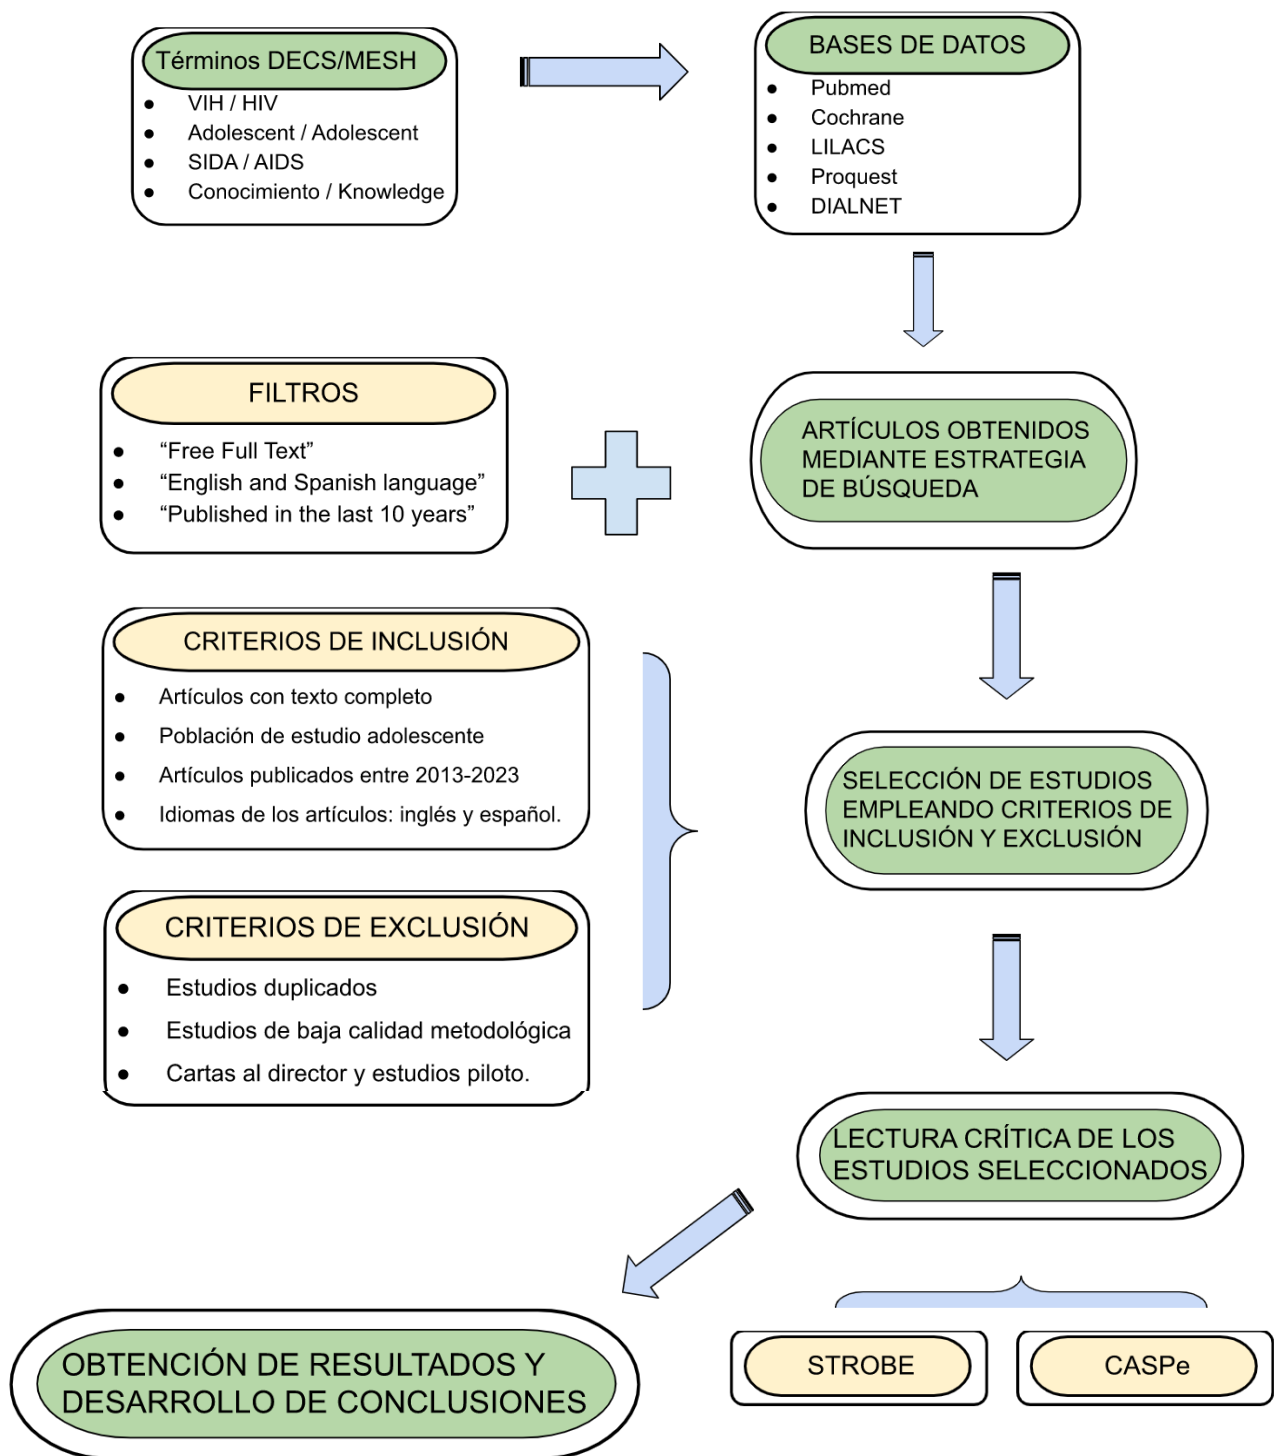 Términos DECS/MESH
● VIH / HIV
● Adolescent / Adolescent
● SIDA / AIDS
● Conocimiento / Knowledge
BASES DE DATOS
● Pubmed
● Cochrane
● LILACS
● Proquest
● DIALNET
FILTROS
● “Free Full Text”
● “English and Spanish language”
● “Published in the last 10 years”
ARTÍCULOS OBTENIDOS
MEDIANTE ESTRATEGIA
DE BÚSQUEDA
CRITERIOS DE INCLUSIÓN
● Artículos con texto completo
● Población de estudio adolescente
● Artículos publicados entre 2013-2023
● Idiomas de los artículos: inglés y español.
SELECCIÓN DE ESTUDIOS
EMPLEANDO CRITERIOS DE
INCLUSIÓN Y EXCLUSIÓN
CRITERIOS DE EXCLUSIÓN
● Estudios duplicados
● Estudios de baja calidad metodológica
● Cartas al director y estudios piloto.
LECTURA CRÍTICA DE LOS
ESTUDIOS SELECCIONADOS
STROBE
CASPe
OBTENCIÓN DE RESULTADOS Y
DESARROLLO DE CONCLUSIONES